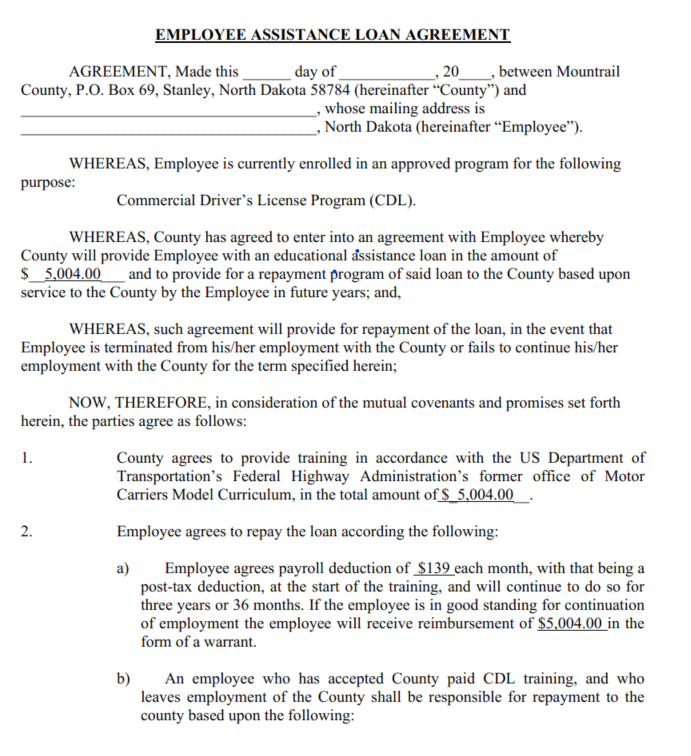 EMPLOYEE ASSISTANCE LOAN AGREEMENT
AGREEMENT, Made this ______ day of ____________, 20____, between Mountrail
County, P.O. Box 69, Stanley, North Dakota 58784 (hereinafter “County”) and
______________________________________, whose mailing address is
______________________________________, North Dakota (hereinafter “Employee”).
WHEREAS, Employee is currently enrolled in an approved program for the following
purpose:
Commercial Driver’s License Program (CDL).
WHEREAS, County has agreed to enter into an agreement with Employee whereby
County will provide Employee with an educational assistance loan in the amount of
$__5,004.00___ and to provide for a repayment program of said loan to the County based upon
service to the County by the Employee in future years; and,
WHEREAS, such agreement will provide for repayment of the loan, in the event that
Employee is terminated from his/her employment with the County or fails to continue his/her
employment with the County for the term specified herein;
NOW, THEREFORE, in consideration of the mutual covenants and promises set forth
herein, the parties agree as follows:
1. County agrees to provide training in accordance with the US Department of
Transportation’s Federal Highway Administration’s former office of Motor
Carriers Model Curriculum, in the total amount of $_5,004.00__.
2. Employee agrees to repay the loan according the following:
a) Employee agrees payroll deduction of _$139_each month, with that being a
post-tax deduction, at the start of the training, and will continue to do so for
three years or 36 months. If the employee is in good standing for continuation
of employment the employee will receive reimbursement of $5,004.00_in the
form of a warrant.
b) An employee who has accepted County paid CDL training, and who
leaves employment of the County shall be responsible for repayment to the
county based upon the following: